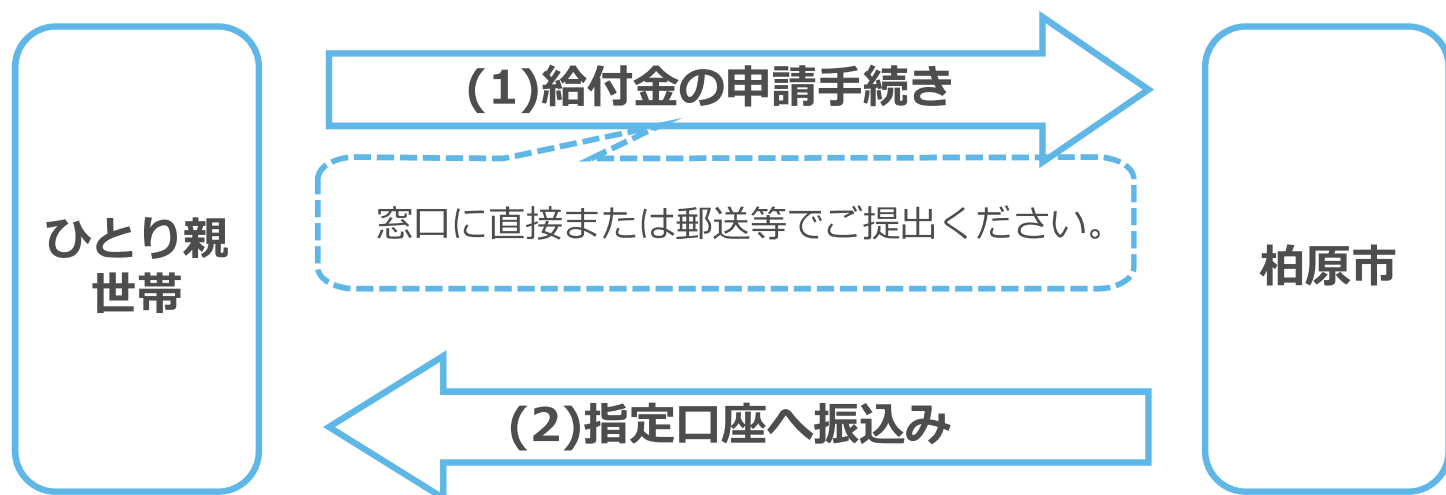 (1)給付金の申請手続き
窓口に直接または郵送等でご提出ください。
ひとり親
世帯
柏原市
(2)指定口座へ振込み